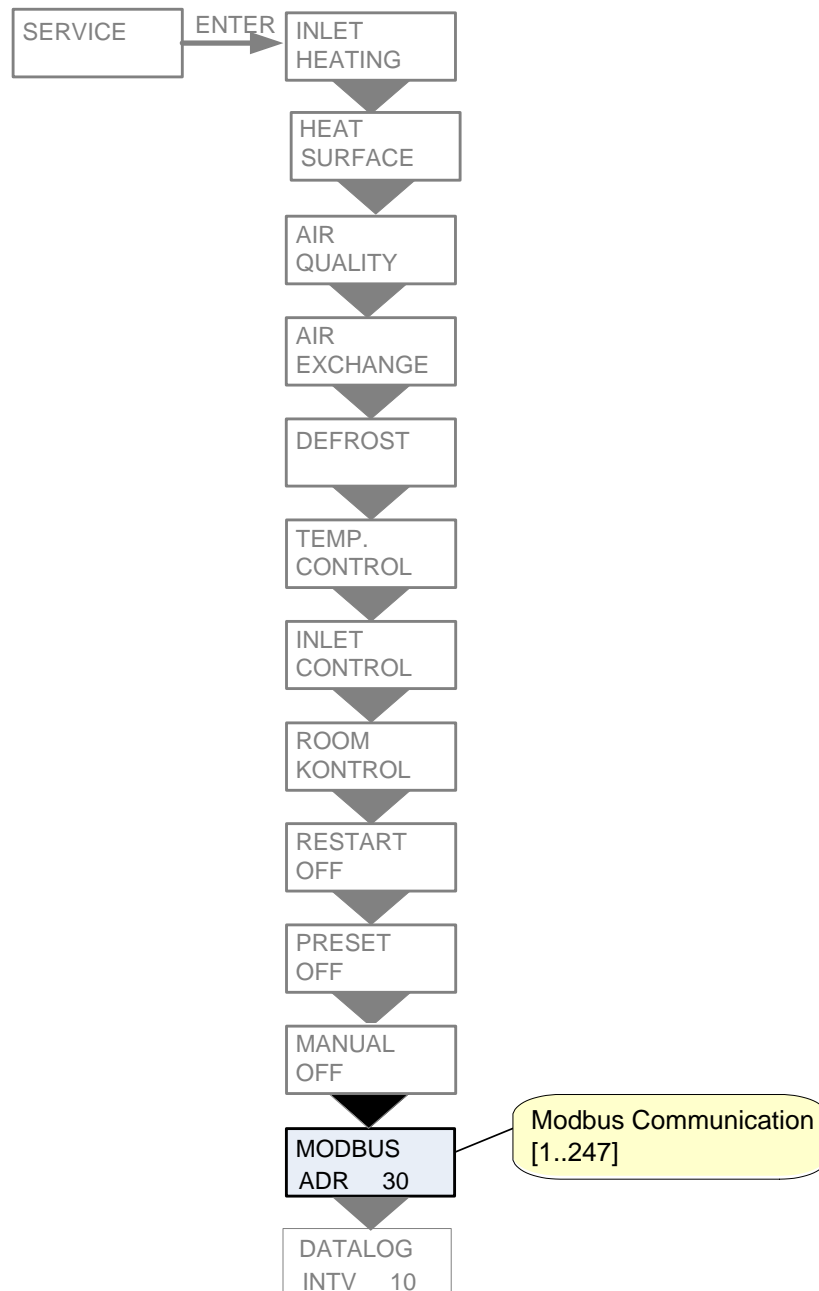 SERVICE
ENTER
INLET
HEATING
HEAT
SURFACE
AIR
QUALITY
AIR
EXCHANGE
DEFROST
TEMP.
CONTROL
INLET
CONTROL
ROOM
KONTROL
RESTART
OFF
PRESET
OFF
MANUAL
OFF
MODBUS
ADR 30
Modbus Communication
[1..247]
DATALOG
INTV 10